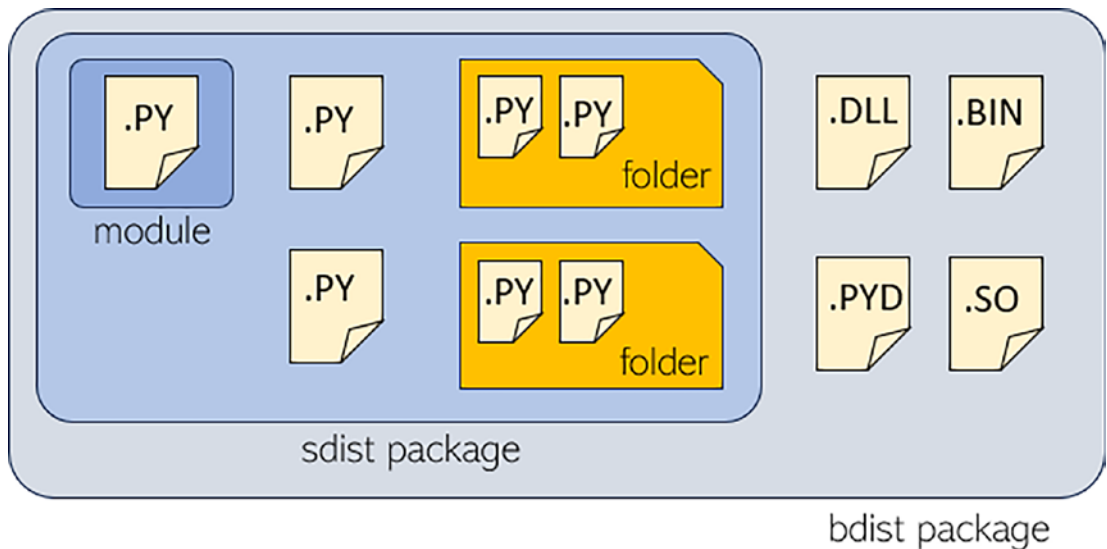 .PY
.PY
.PY .PY
folder
.DLL
.BIN
module
.PY
.PY .PY
folder
.PYD
.SO
sdist package
bdist package